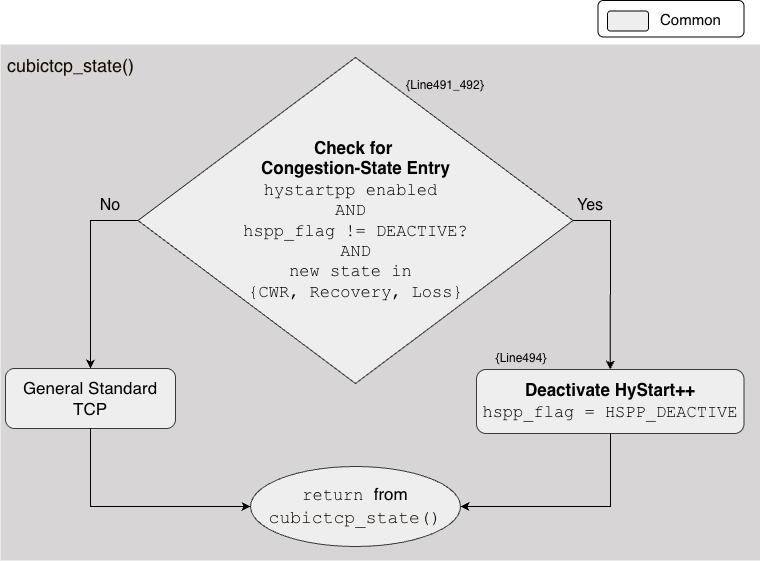 Common
cubictcp_state()
{Line491_492}
Check for
Congestion-State Entry
hystartpp enabled
AND
hspp_flag != DEACTIVE?
AND
new state in
{CWR, Recovery, Loss}
No
Yes
General Standard
TCP
{Line494}
Deactivate HyStart++
hspp_flag = HSPP_DEACTIVE
return from
cubictcp_state()